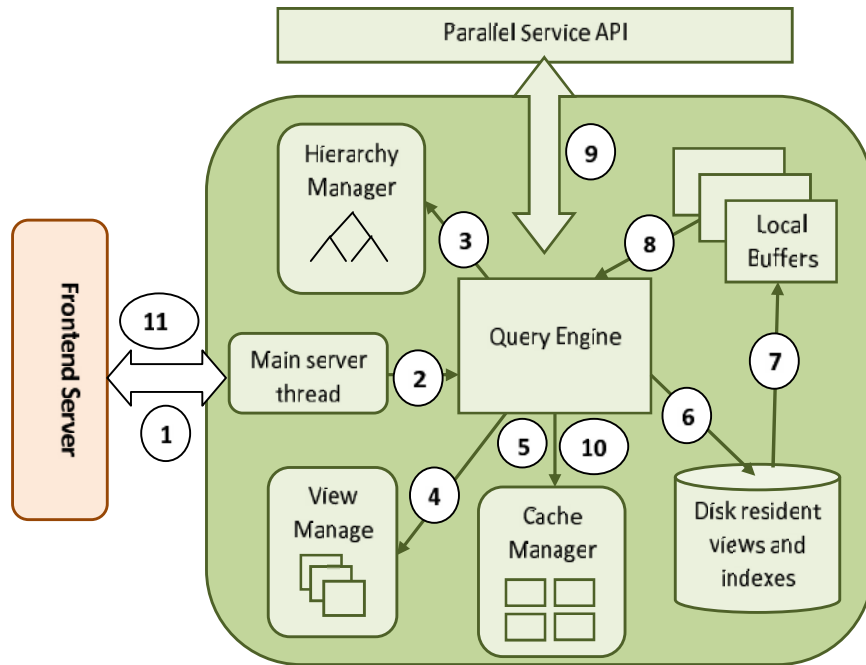 Parallel Service API
Hierarchy
Manager
9
3
8
Local
Buffers
Frontend Server
11
1
Main server
thread
2
Query Engine
7
6
5
10
4
View
Manage
Cache
Manager
Disk resident
views and
indexes